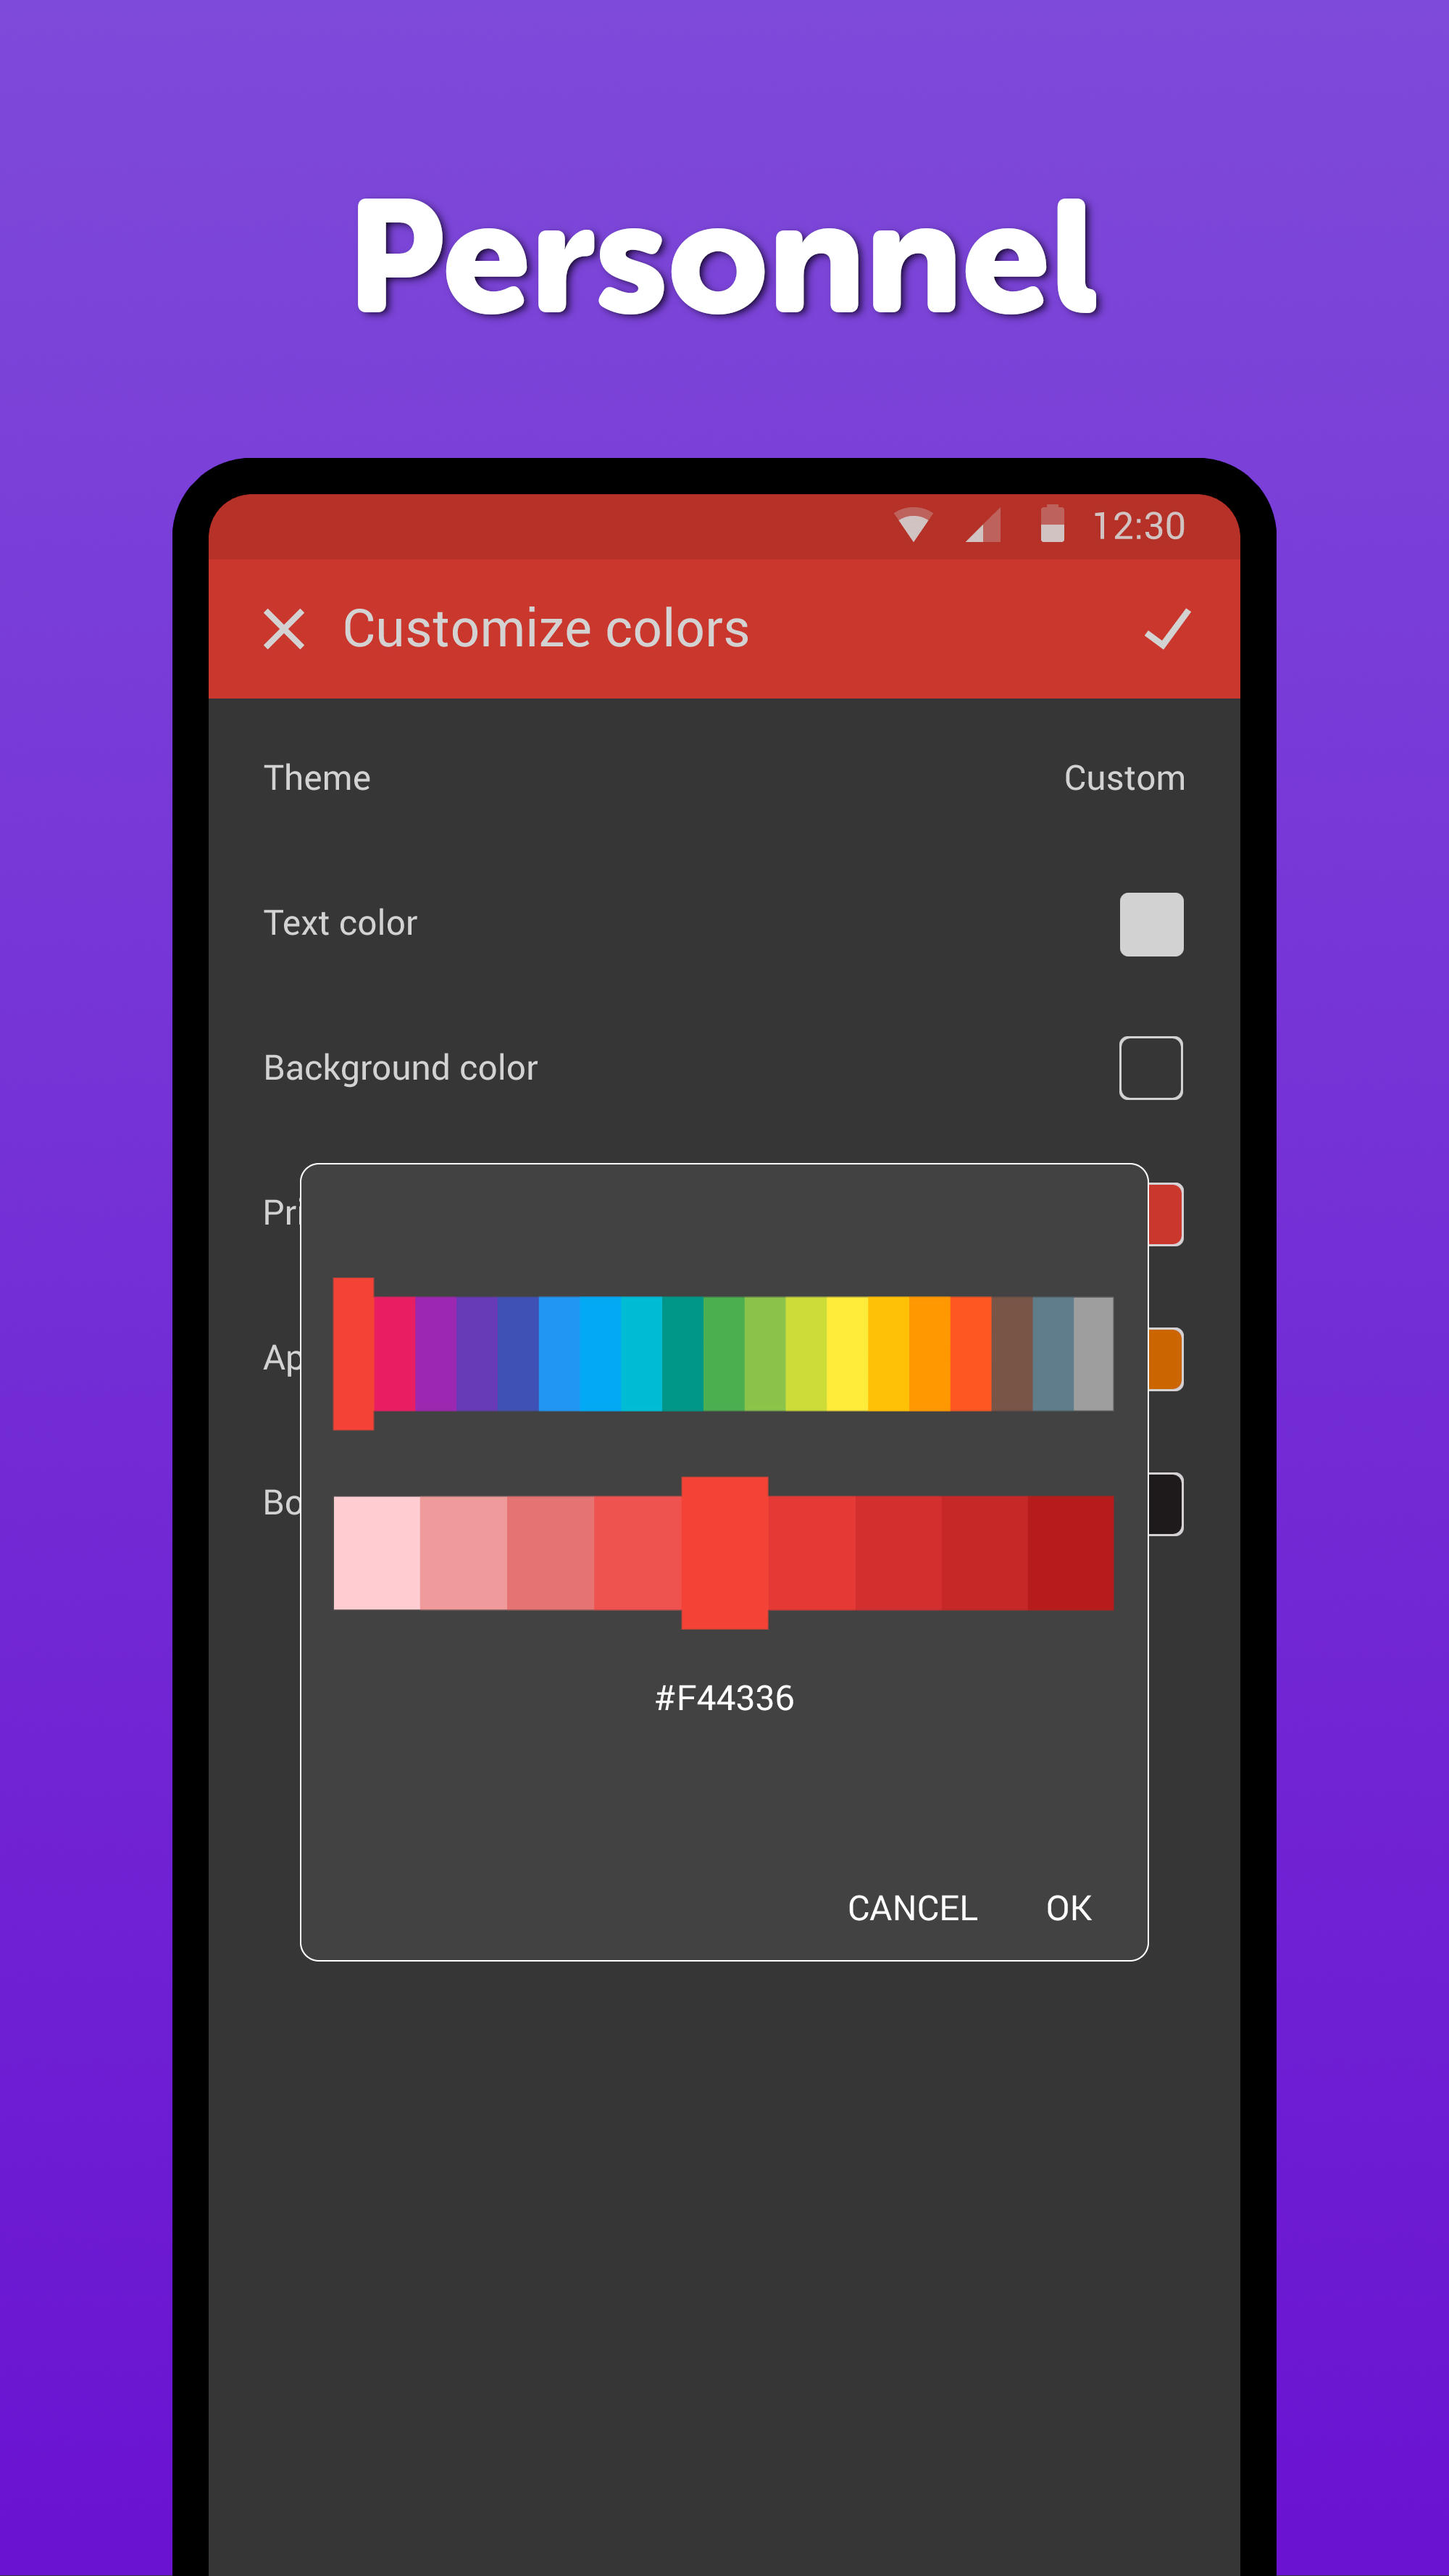 Personnel
12:30
Customize colors
Theme
Custom
Text color
Background color
Pri
Ap
Bo
#F44336
CANCEL
OK